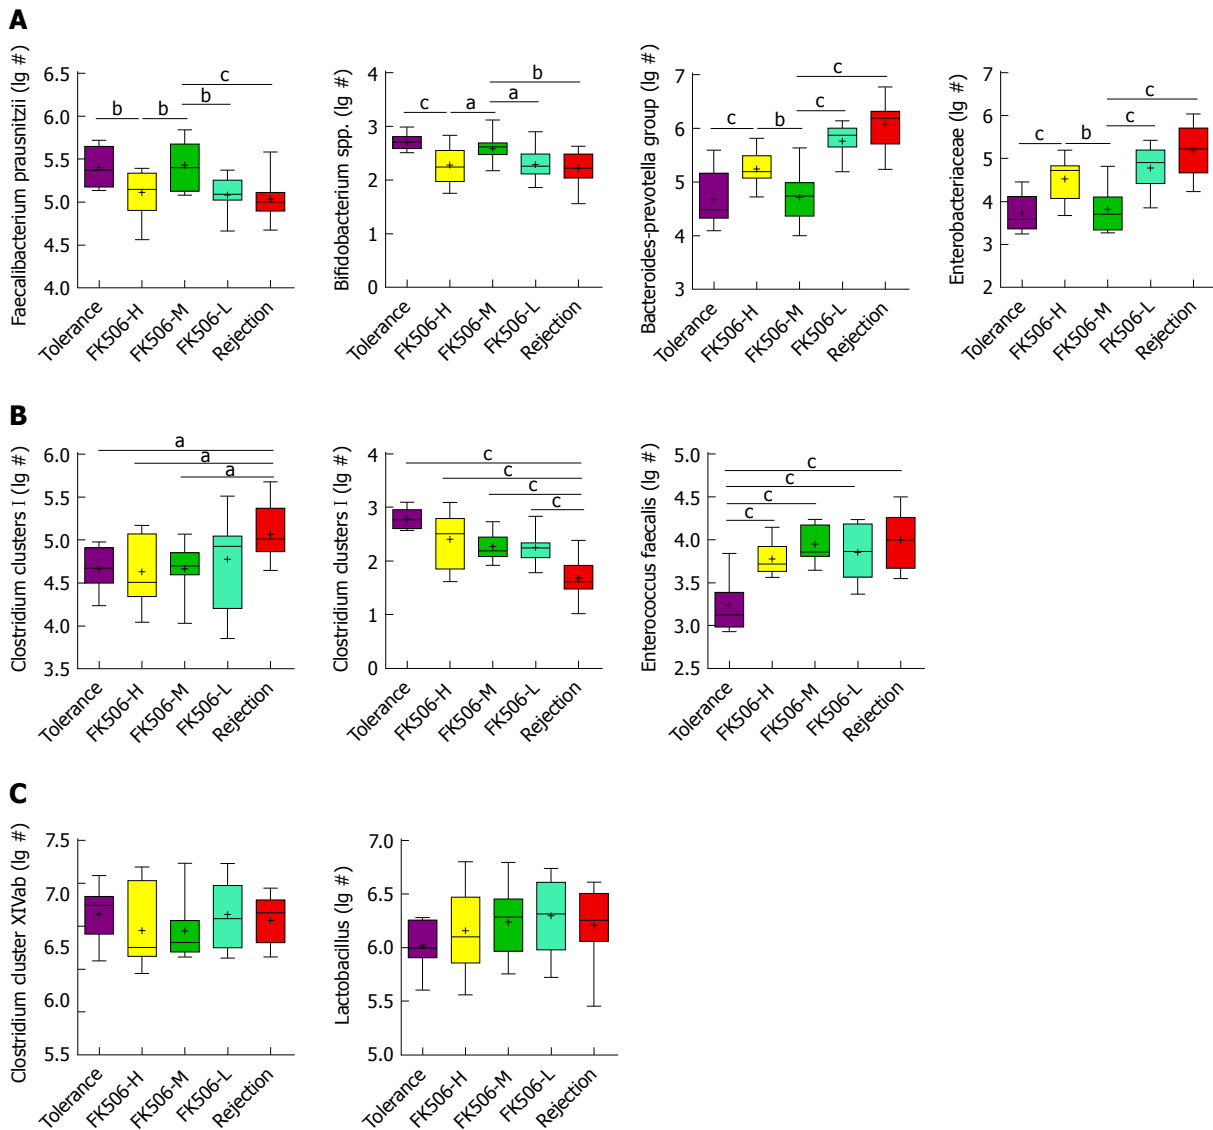 A
Faecalibacterium prausnitzii (lg #)
6.5
6.0
5.5
5.0
4.5
4.0
c
b
b
b
Tolerance
FK506-H
FK506-M
FK506-L
Rejection
Bifidobacterium spp. (lg #)
4
3
2
1
0
b
c
a
a
Tolerance
FK506-H
FK506-M
FK506-L
Rejection
Bacteroides-prevotella group (lg #)
7
6
5
4
3
c
c
c
b
Tolerance
FK506-H
FK506-M
FK506-L
Rejection
Enterobacteriaceae (lg #)
7
6
5
4
3
2
c
c
c
b
Tolerance
FK506-H
FK506-M
FK506-L
Rejection
B
Clostridium clusters I (lg #)
6.0
5.5
5.0
4.5
4.0
3.5
a
a
a
Tolerance
FK506-H
FK506-M
FK506-L
Rejection
Clostridium clusters I (lg #)
4
3
2
1
0
c
c
c
c
Tolerance
FK506-H
FK506-M
FK506-L
Rejection
Enterococcus faecalis (lg #)
5.0
4.5
4.0
3.5
3.0
2.5
c
c
c
c
Tolerance
FK506-H
FK506-M
FK506-L
Rejection
C
Clostridium cluster XIVab (lg #)
7.5
7.0
6.5
6.0
5.5
Tolerance
FK506-H
FK506-M
FK506-L
Rejection
Lactobacillus (lg #)
7.0
6.5
6.0
5.5
5.0
Tolerance
FK506-H
FK506-M
FK506-L
Rejection